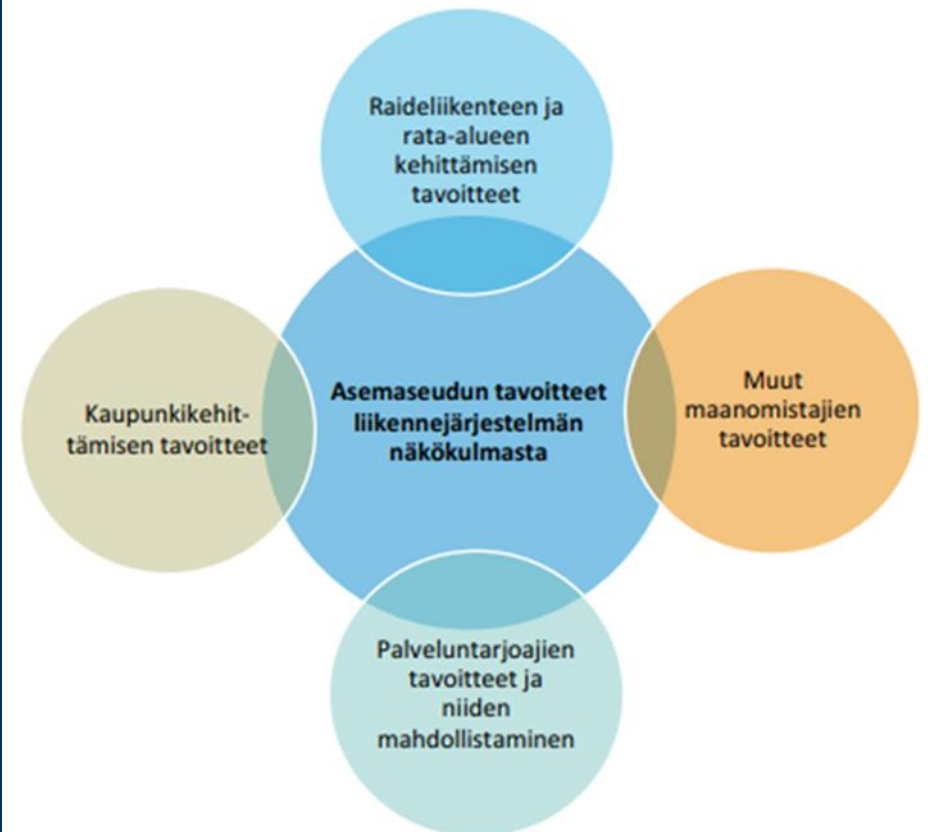 Raideliikenteen ja
rata-alueen
kehittämisen
tavoitteet
Kaupunkikehit-
tämisen tavoitteet
Asemaseudun tavoitteet
liikennejärjestelmän
näkökulmasta
Muut
maanomistajien
tavoitteet
Palveluntarjoajien
tavoitteet ja
niiden
mahdollistaminen